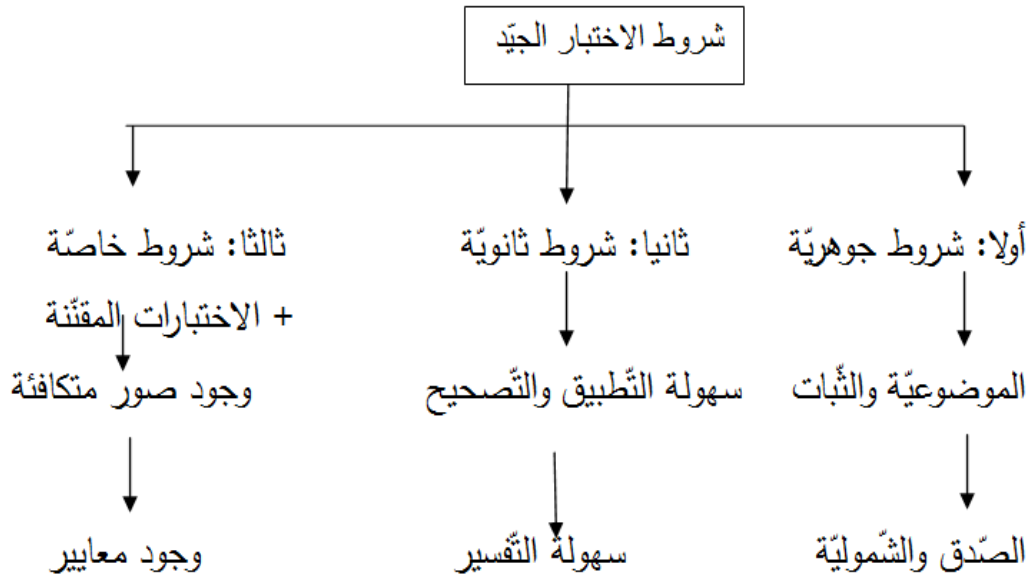 شروط الاختبار الجيّد
أولا: شروط جوهريّة
ثانيا: شروط ثانويّة
ثالثا: شروط خاصّة
+ الاختبارات المقنّنة
الموضوعيّة والثّبات
سهولة التّطبيق والتّصحيح
وجود صور متكافئة
الصّدق والشّموليّة
سهولة التّفسير
وجود معايير